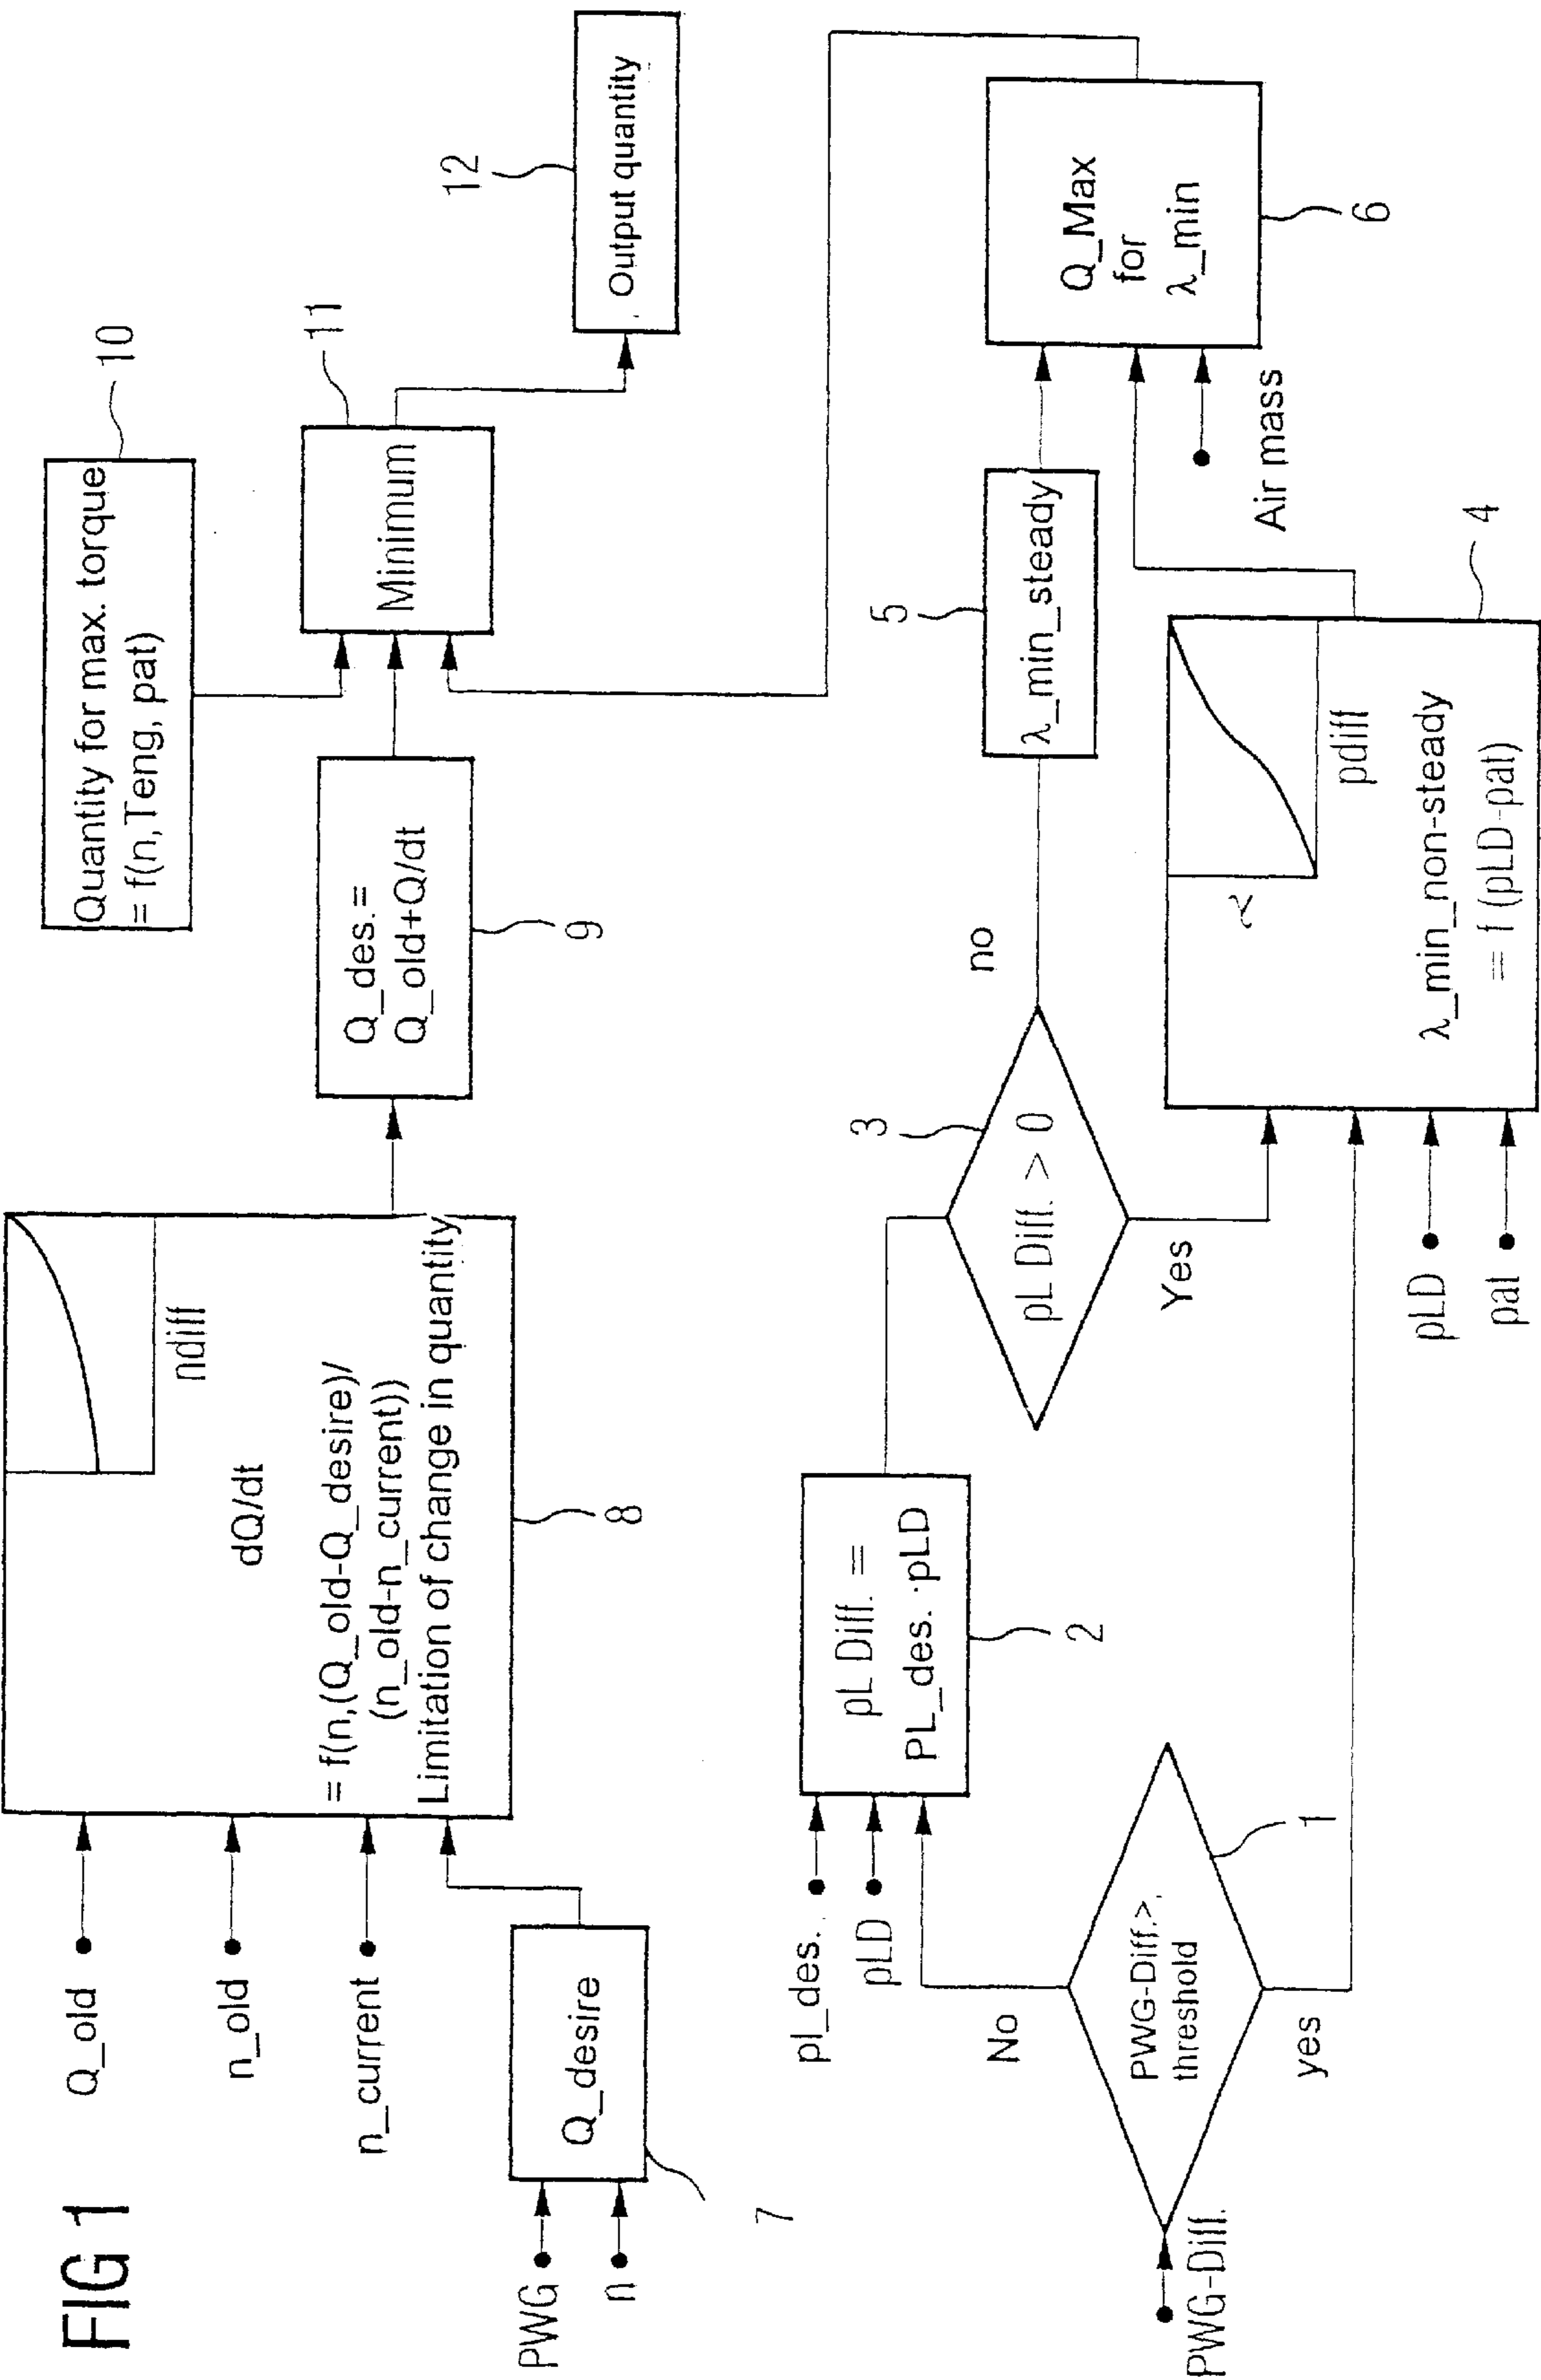 FIG 1
Q_old
n_old
n_current
PWG
n
Q_desire
7
ndiff
dQ/dt
= f(n,(Q_old-Q_desire)/
(n_old-n_current))
Limitation of change in quantity
8
Q_des.=
Q_old+Q/dt
9
Quantity for max. torque
= f(n,Teng, pat)
10
Minimum
11
Output quantity
12
PWG-Diff.
PWG-Diff.>
threshold
1
No
yes
pl_des.
pLD
pL Diff. =
PL_des. ·pLD
2
pL Diff. > 0
3
no
Yes
pLD
pat
λ
pdiff
λ_min_non-steady
= f (pLD-pat)
4
λ_min_steady
5
Air mass
Q_Max
for
λ_min
6